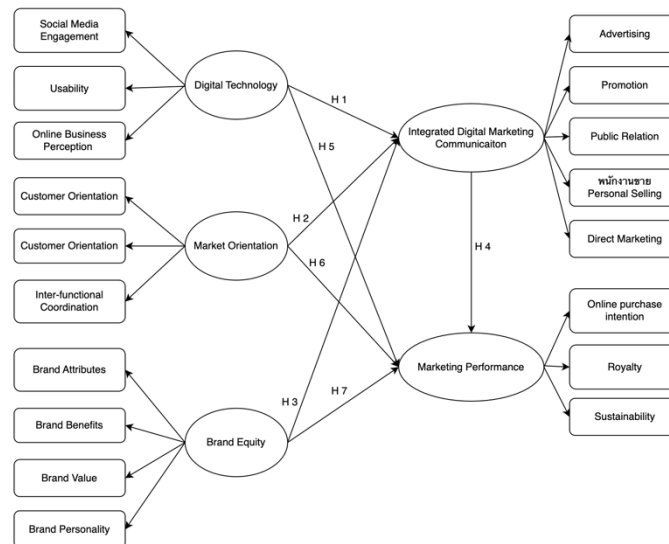 Social Media
Engagement
Usability
Online Business
Perception
Digital Technology
Customer Orientation
Customer Orientation
Inter-functional
Coordination
Market Orientation
Brand Attributes
Brand Benefits
Brand Value
Brand Personality
Brand Equity
H 1
H 5
H 2
H 6
H 3
H 7
H 4
Integrated Digital Marketing
Communicaiton
Marketing Performance
Advertising
Promotion
Public Relation
พนักงานขาย
Personal Selling
Direct Marketing
Online purchase
intention
Royalty
Sustainability